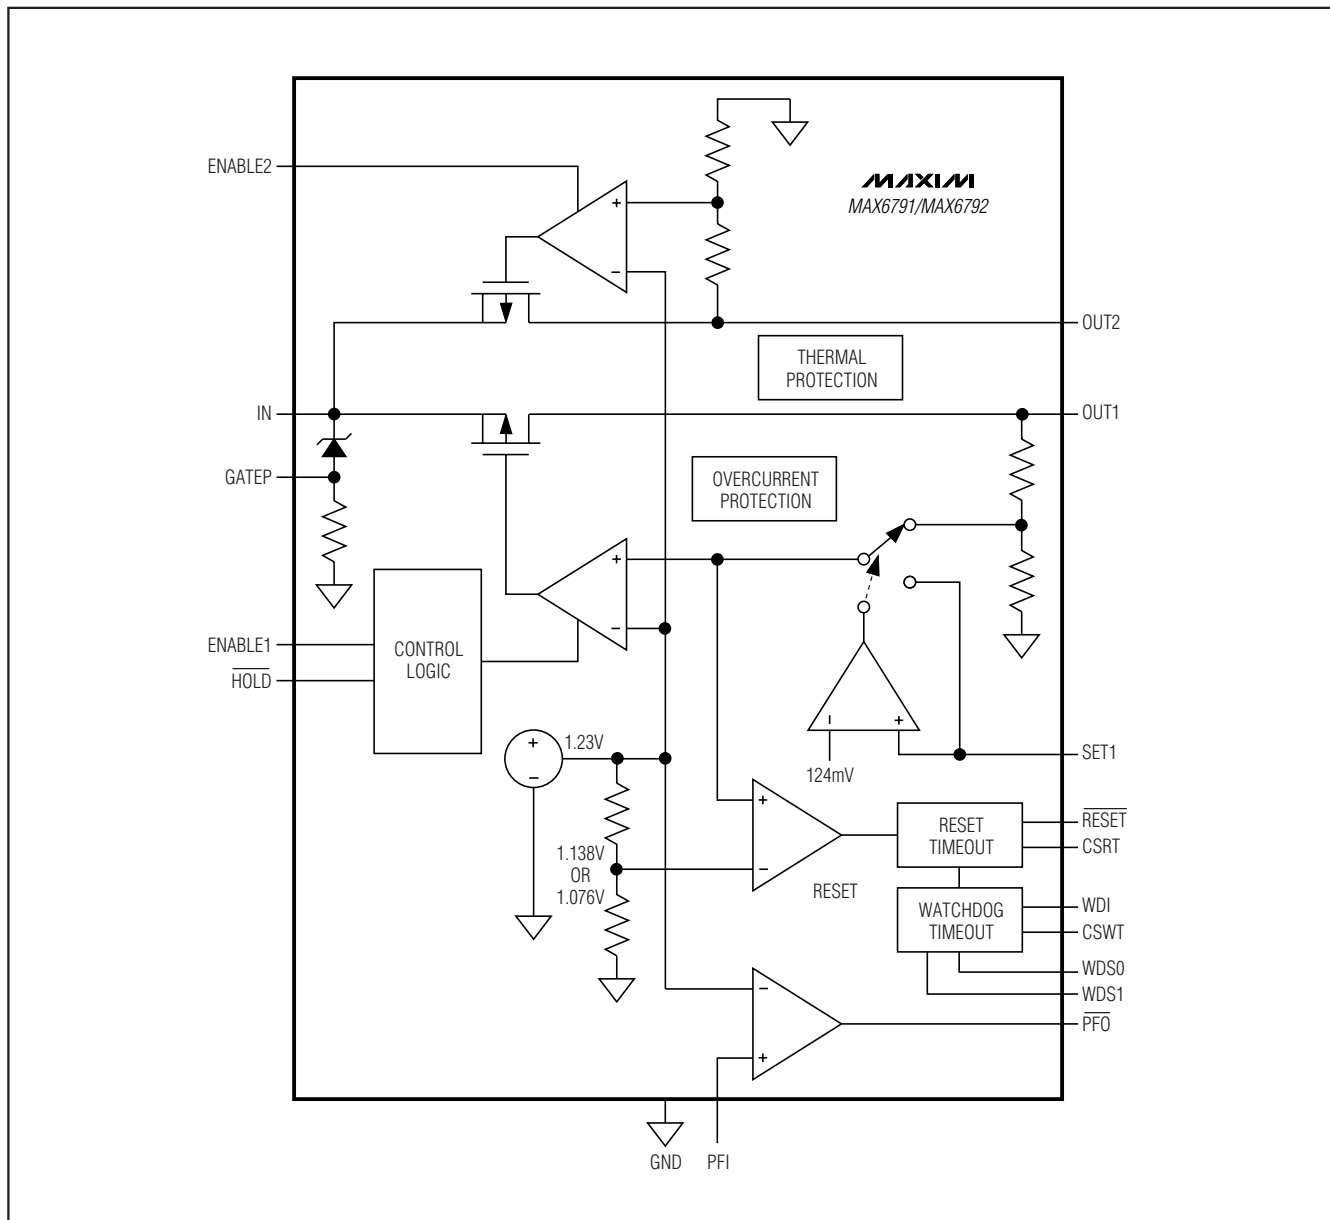 ENABLE2
+
−
MAXIM
MAX6791/MAX6792
OUT2
THERMAL
PROTECTION
IN
OUT1
GATEP
OVERCURRENT
PROTECTION
+
−
ENABLE1
HOLD
CONTROL
LOGIC
− +
124mV
SET1
+
−
1.23V
1.138V
OR
1.076V
+
−
RESET
RESET
TIMEOUT
RESET
CSRT
WATCHDOG
TIMEOUT
WDI
CSWT
WDS0
WDS1
−
+
PFO
GND
PFI